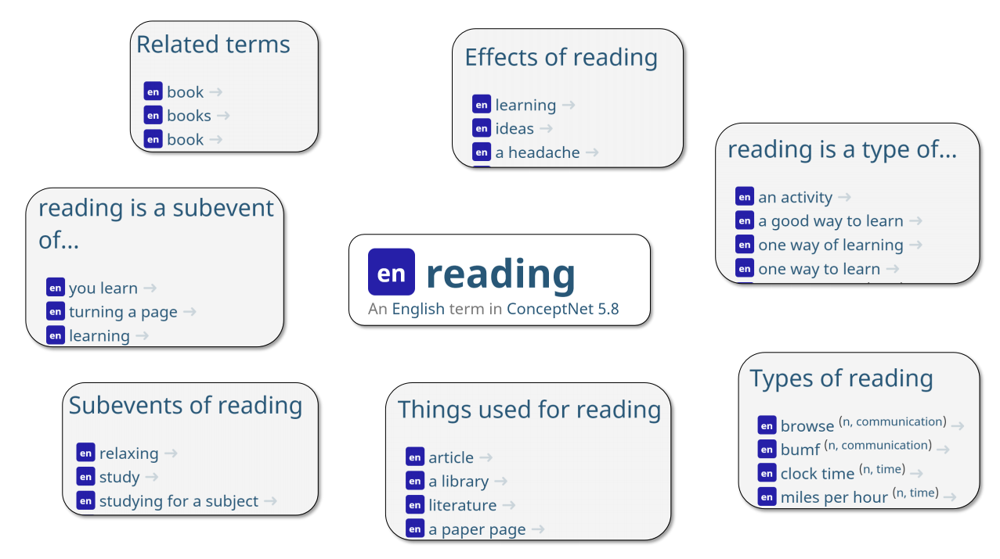 Related terms
en book →
en books →
en book →
Effects of reading
en learning →
en ideas →
en a headache →
reading is a type of...
en an activity →
en a good way to learn →
en one way of learning →
en one way to learn →
reading is a subevent
of...
en you learn →
en turning a page →
en learning →
en reading
An English term in ConceptNet 5.8
Subevents of reading
en relaxing →
en study →
en studying for a subject →
Things used for reading
en article →
en a library →
en literature →
en a paper page →
Types of reading
en browse (n, communication) →
en bumf (n, communication) →
en clock time (n, time) →
en miles per hour (n, time) →